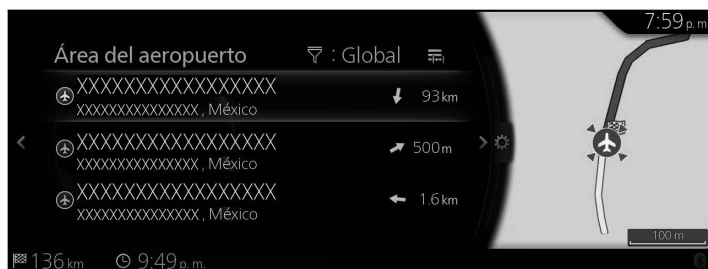 7:59 p. m.
Área del aeropuerto : Global
XXXXXXXXXXXXXXXXX
XXXXXXXXXXXXXXX , México
93 km
XXXXXXXXXXXXXXXXX
XXXXXXXXXXXXXXX , México
500 m
XXXXXXXXXXXXXXXXX
XXXXXXXXXXXXXXX , México
1.6 km
100 m
136 km 9:49 p. m.